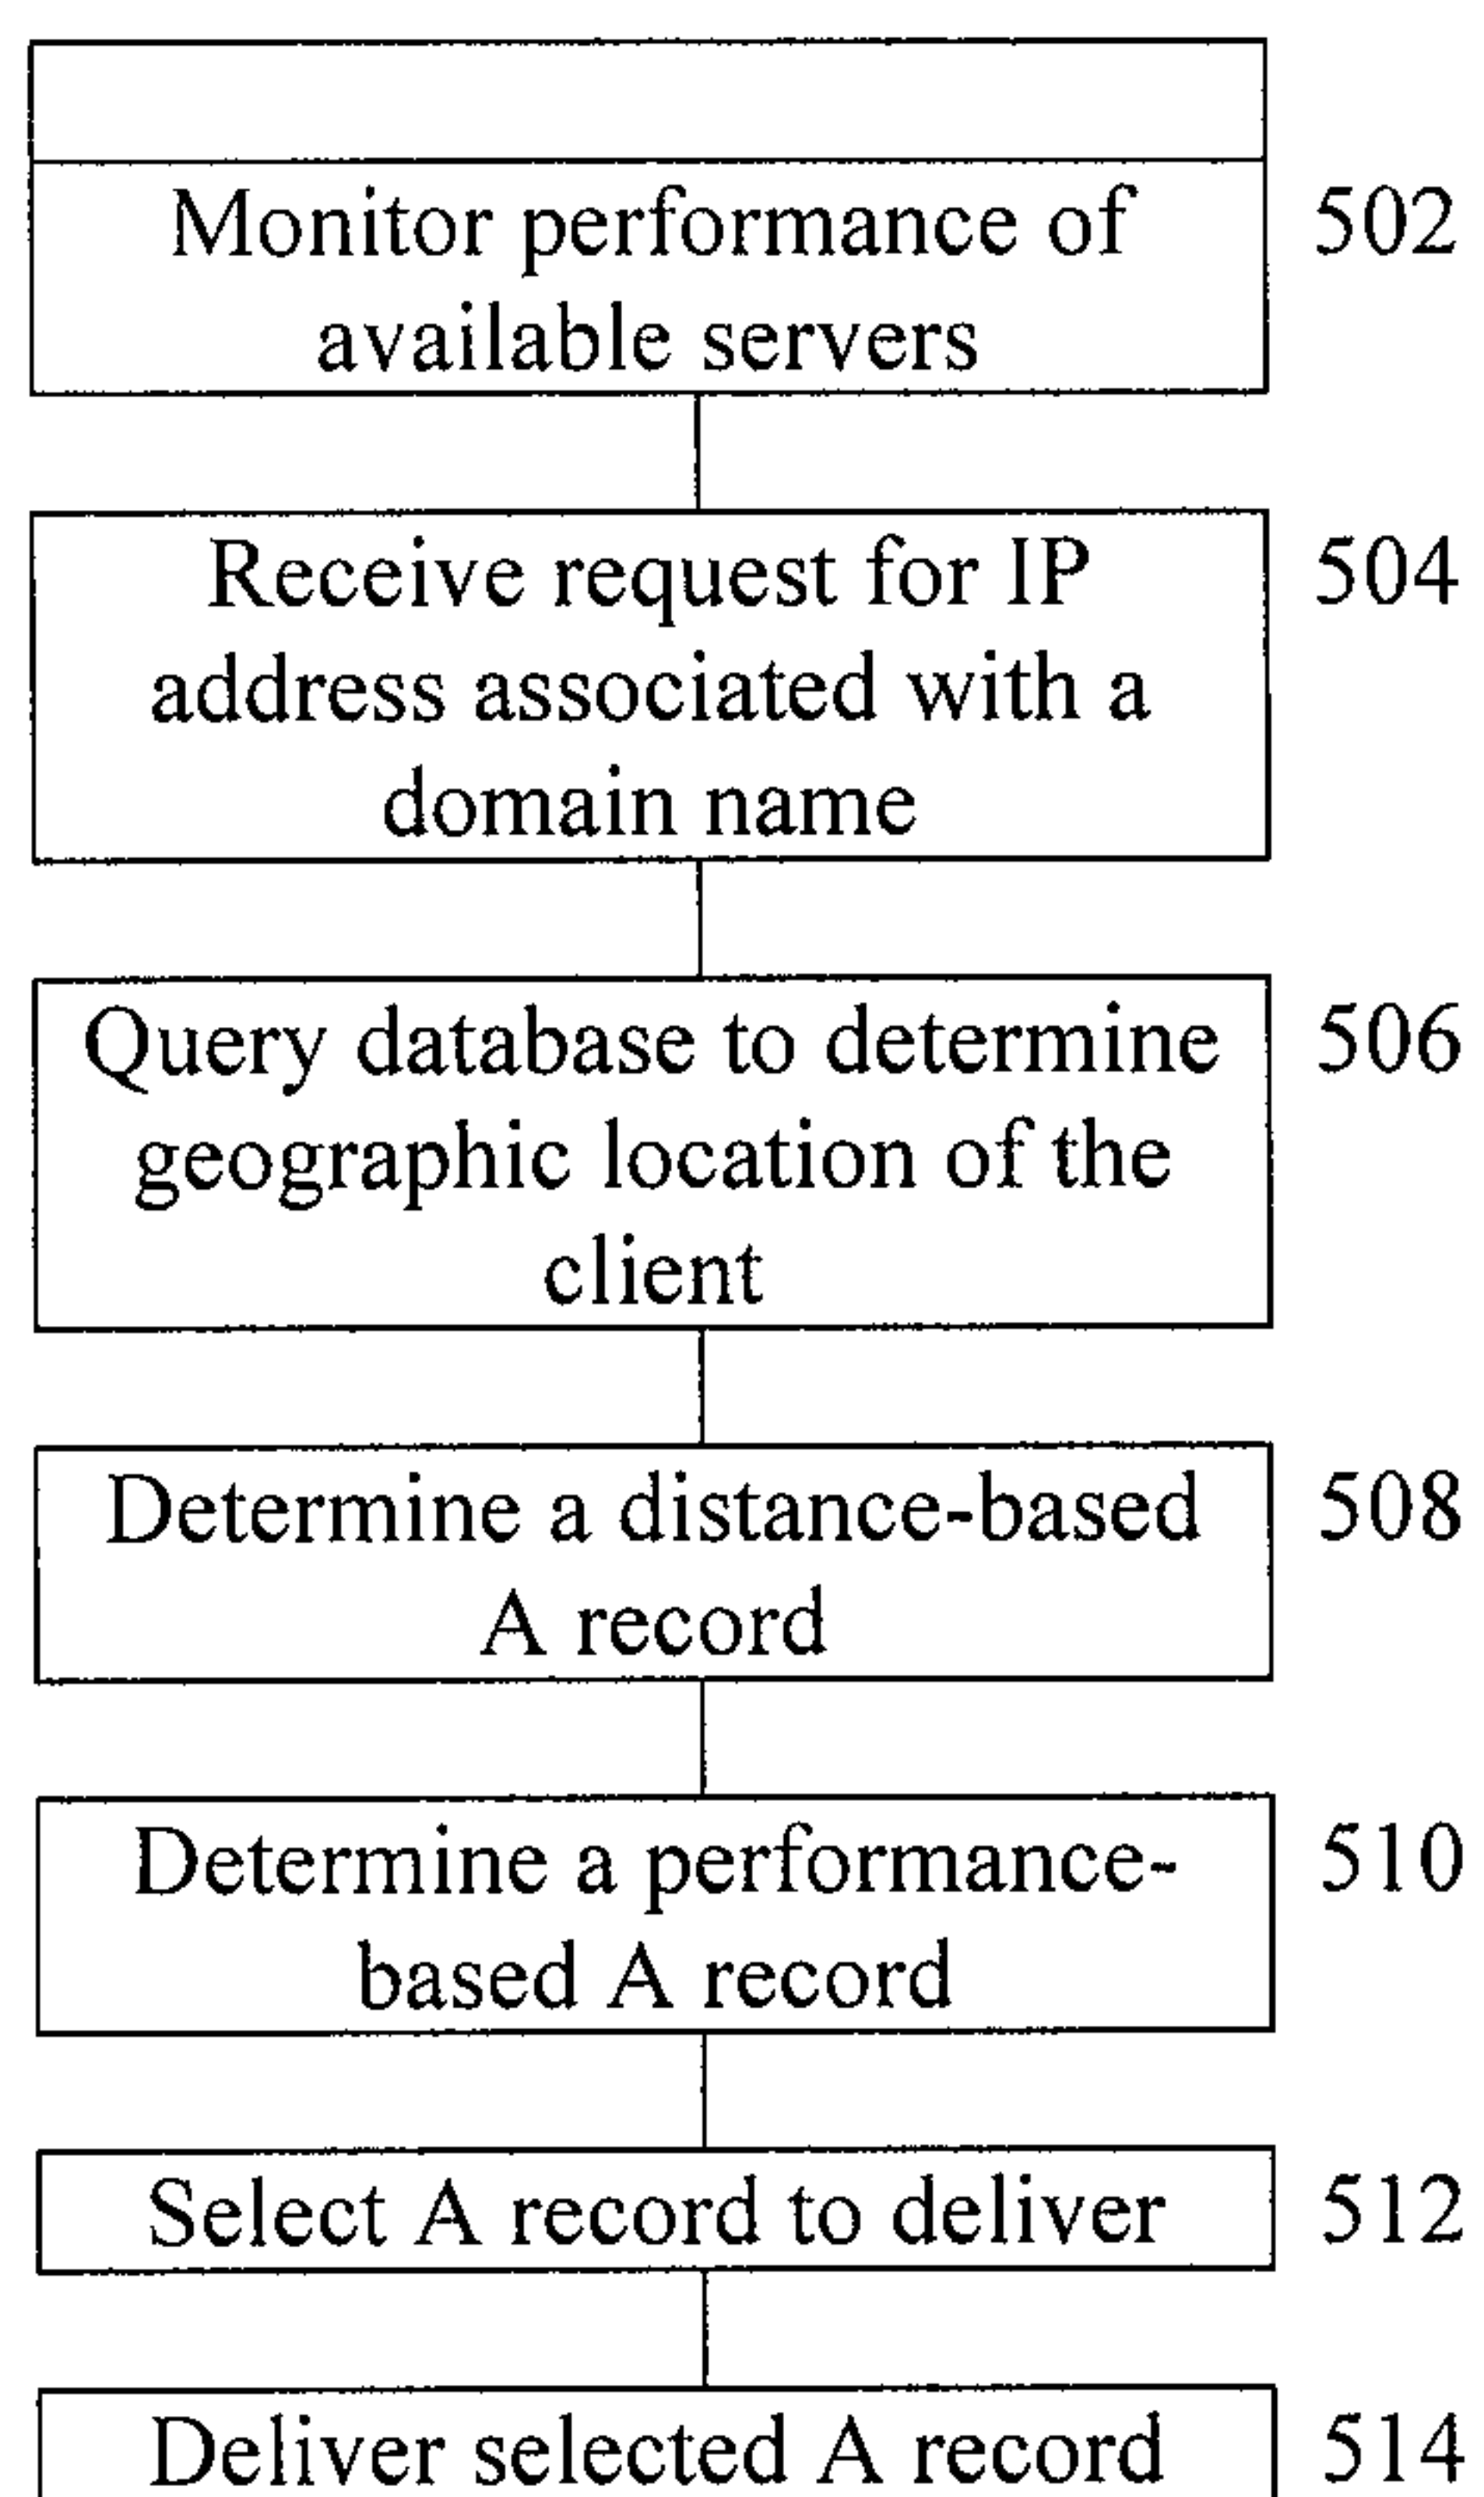 Monitor performance of 502
available servers
Receive request for IP 504
address associated with a
domain name
Query database to determine 506
geographic location of the
client
Determine a distance-based 508
A record
Determine a performance- 510
based A record
Select A record to deliver 512
Deliver selected A record 514